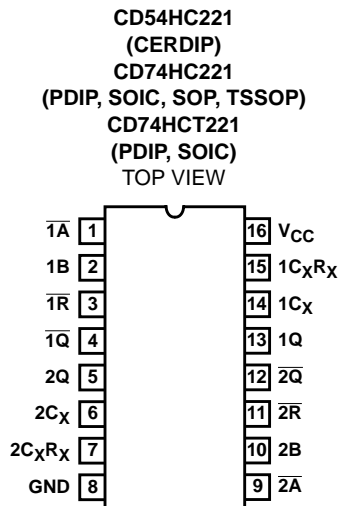 CD54HC221
(CERDIP)
CD74HC221
(PDIP, SOIC, SOP, TSSOP)
CD74HCT221
(PDIP, SOIC)
TOP VIEW
1A̅ 1 16 VCC
1B 2 15 1CXRX
1R̅ 3 14 1CX
1Q̅ 4 13 1Q
2Q 5 12 2Q̅
2CX 6 11 2R̅
2CXRX 7 10 2B
GND 8 9 2A̅